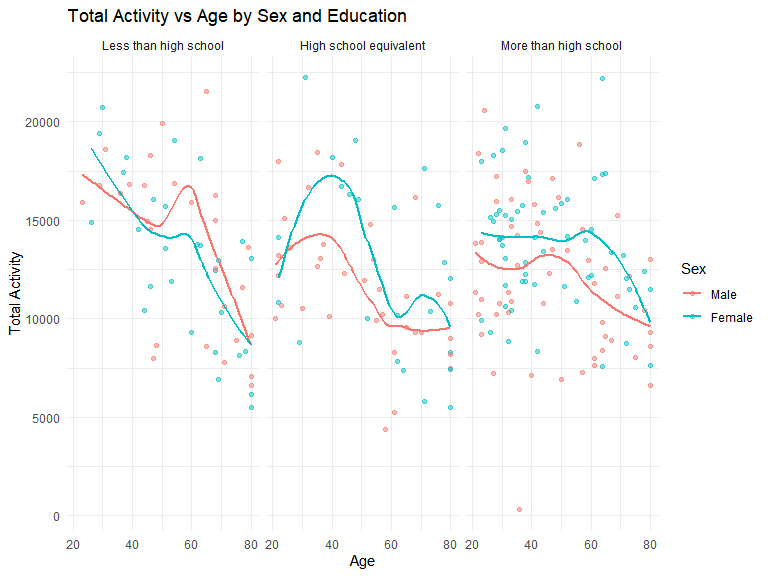 Total Activity vs Age by Sex and Education
Less than high school
High school equivalent
More than high school
20000
15000
10000
5000
0
Total Activity
20 40 60 80
20 40 60 80
20 40 60 80
Age
Sex
Male
Female